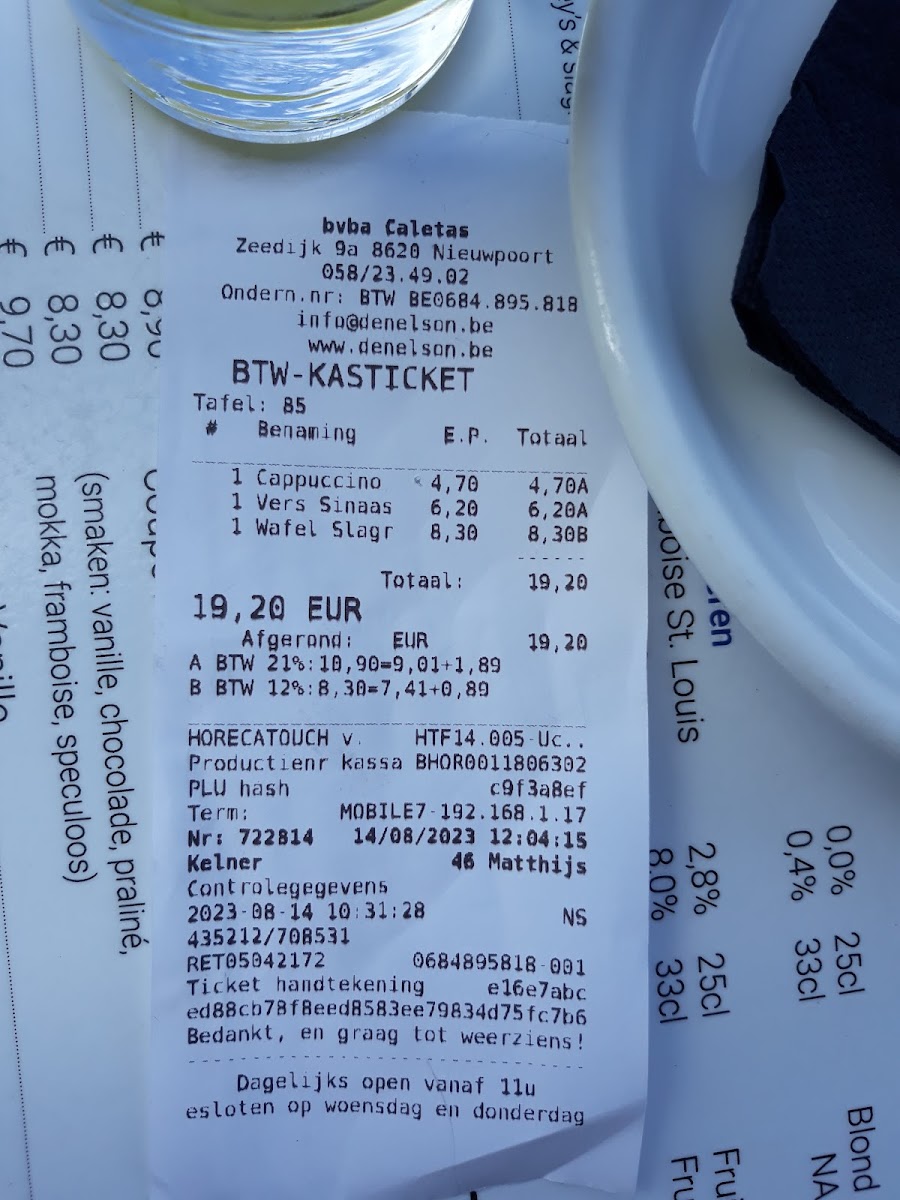 bvba Caletas
Zeedijk 9a 8620 Nieuwpoort
058/23.49.02
Ondern.nr: BTW BE0684.895.818
info@denelson.be
www.denelson.be
BTW-KASTICKET
Tafel: 85
# Benaming E.P. Totaal
1 Cappuccino 4,70 4,70A
1 Vers Sinaas 6,20 6,20A
1 Wafel Slagr 8,30 8,30B
Totaal: 19,20
19,20 EUR
Afgerond: EUR 19,20
A BTW 21%:10,90=9,01+1,89
B BTW 12%:8,30=7,41+0,89
HORECATOUCH v. HTF14.005-Uc..
Productienr kassa BHOR0011806302
PLU hash c9f3a8ef
Term: MOBILE7-192.168.1.17
Nr: 722814 14/08/2023 12:04:15
Kelner 46 Matthijs
Controlegegevens
2023-08-14 10:31:28 NS
435212/708531
RET05042172 0684895818-001
Ticket handtekening e16e7abc
ed88cb78f8eed8583ee79834d75fc7b6
Bedankt, en graag tot weerziens!
Dagelijks open vanaf 11u
esloten op woensdag en donderdag
€ 8,30
€ 8,30
€ 9,70
(smaken: vanille, chocolade, praliné,
mokka, framboise, speculoos)
boise St. Louis
0,0% 25cl
0,4% 33cl
2,8% 25cl
8,0% 33cl
Blond
NA
Fru
Fru